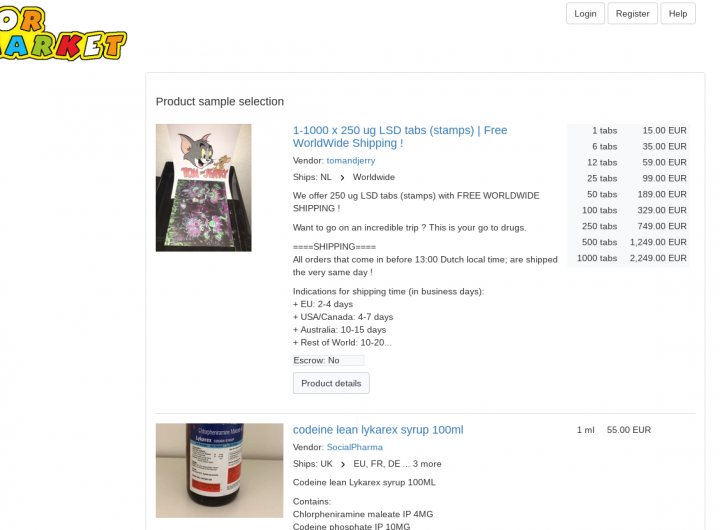 OR
ARKET
Login Register Help
Product sample selection
TOM AND JERRY
1-1000 x 250 ug LSD tabs (stamps) | Free
WorldWide Shipping !
Vendor: tomandjerry
Ships: NL › Worldwide
We offer 250 ug LSD tabs (stamps) with FREE WORLDWIDE
SHIPPING !
Want to go on an incredible trip ? This is your go to drugs.
====SHIPPING====
All orders that come in before 13:00 Dutch local time; are shipped
the very same day !
Indications for shipping time (in business days):
+ EU: 2-4 days
+ USA/Canada: 4-7 days
+ Australia: 10-15 days
+ Rest of World: 10-20...
Escrow: No
Product details
1 tabs 15.00 EUR
6 tabs 35.00 EUR
12 tabs 59.00 EUR
25 tabs 99.00 EUR
50 tabs 189.00 EUR
100 tabs 329.00 EUR
250 tabs 749.00 EUR
500 tabs 1,249.00 EUR
1000 tabs 2,249.00 EUR
Lykarex
codeine lean lykarex syrup 100ml
Vendor: SocialPharma
Ships: UK › EU, FR, DE ... 3 more
Codeine lean Lykarex syrup 100ML
Contains:
Chlorpheniramine maleate IP 4MG
Codeine phosphate IP 10MG
1 ml 55.00 EUR